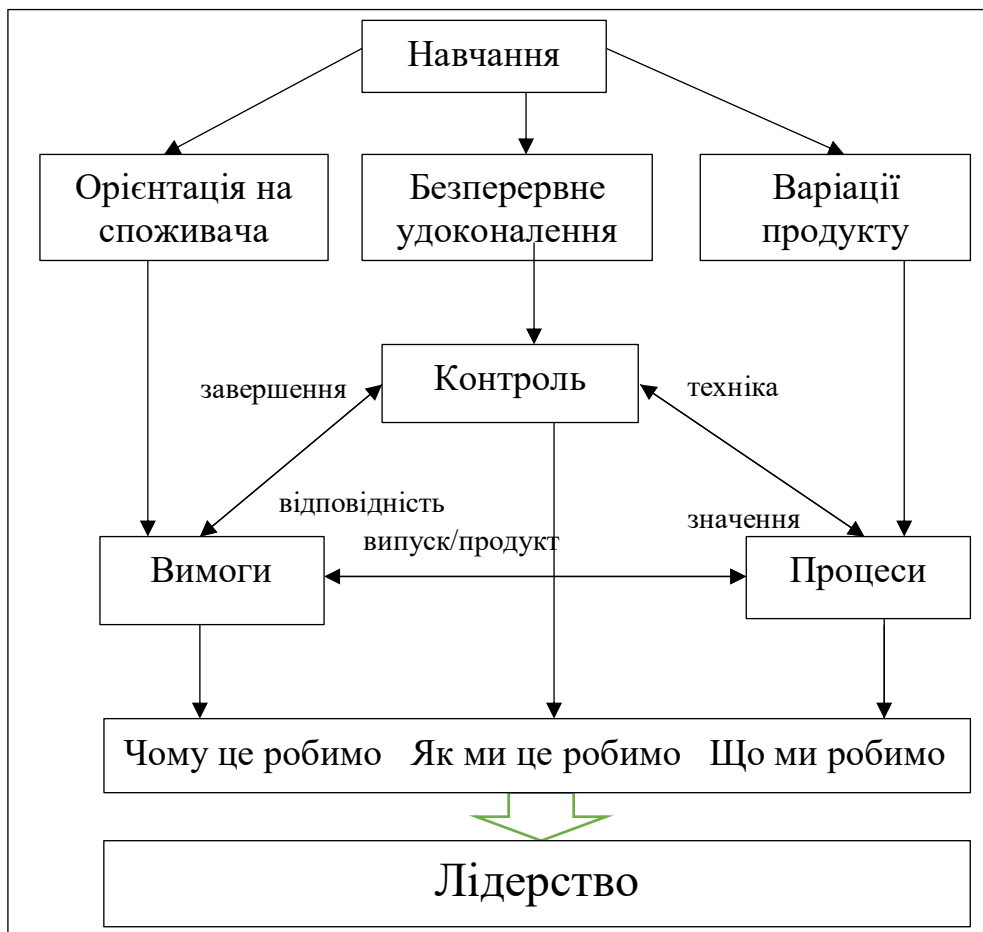 Навчання
Орієнтація на
споживача
Безперервне
удоконалення
Варіації
продукту
Контроль
завершення
техніка
відповідність
випуск/продукт
значення
Вимоги
Процеси
Чому це робимо Як ми це робимо Що ми робимо
Лідерство